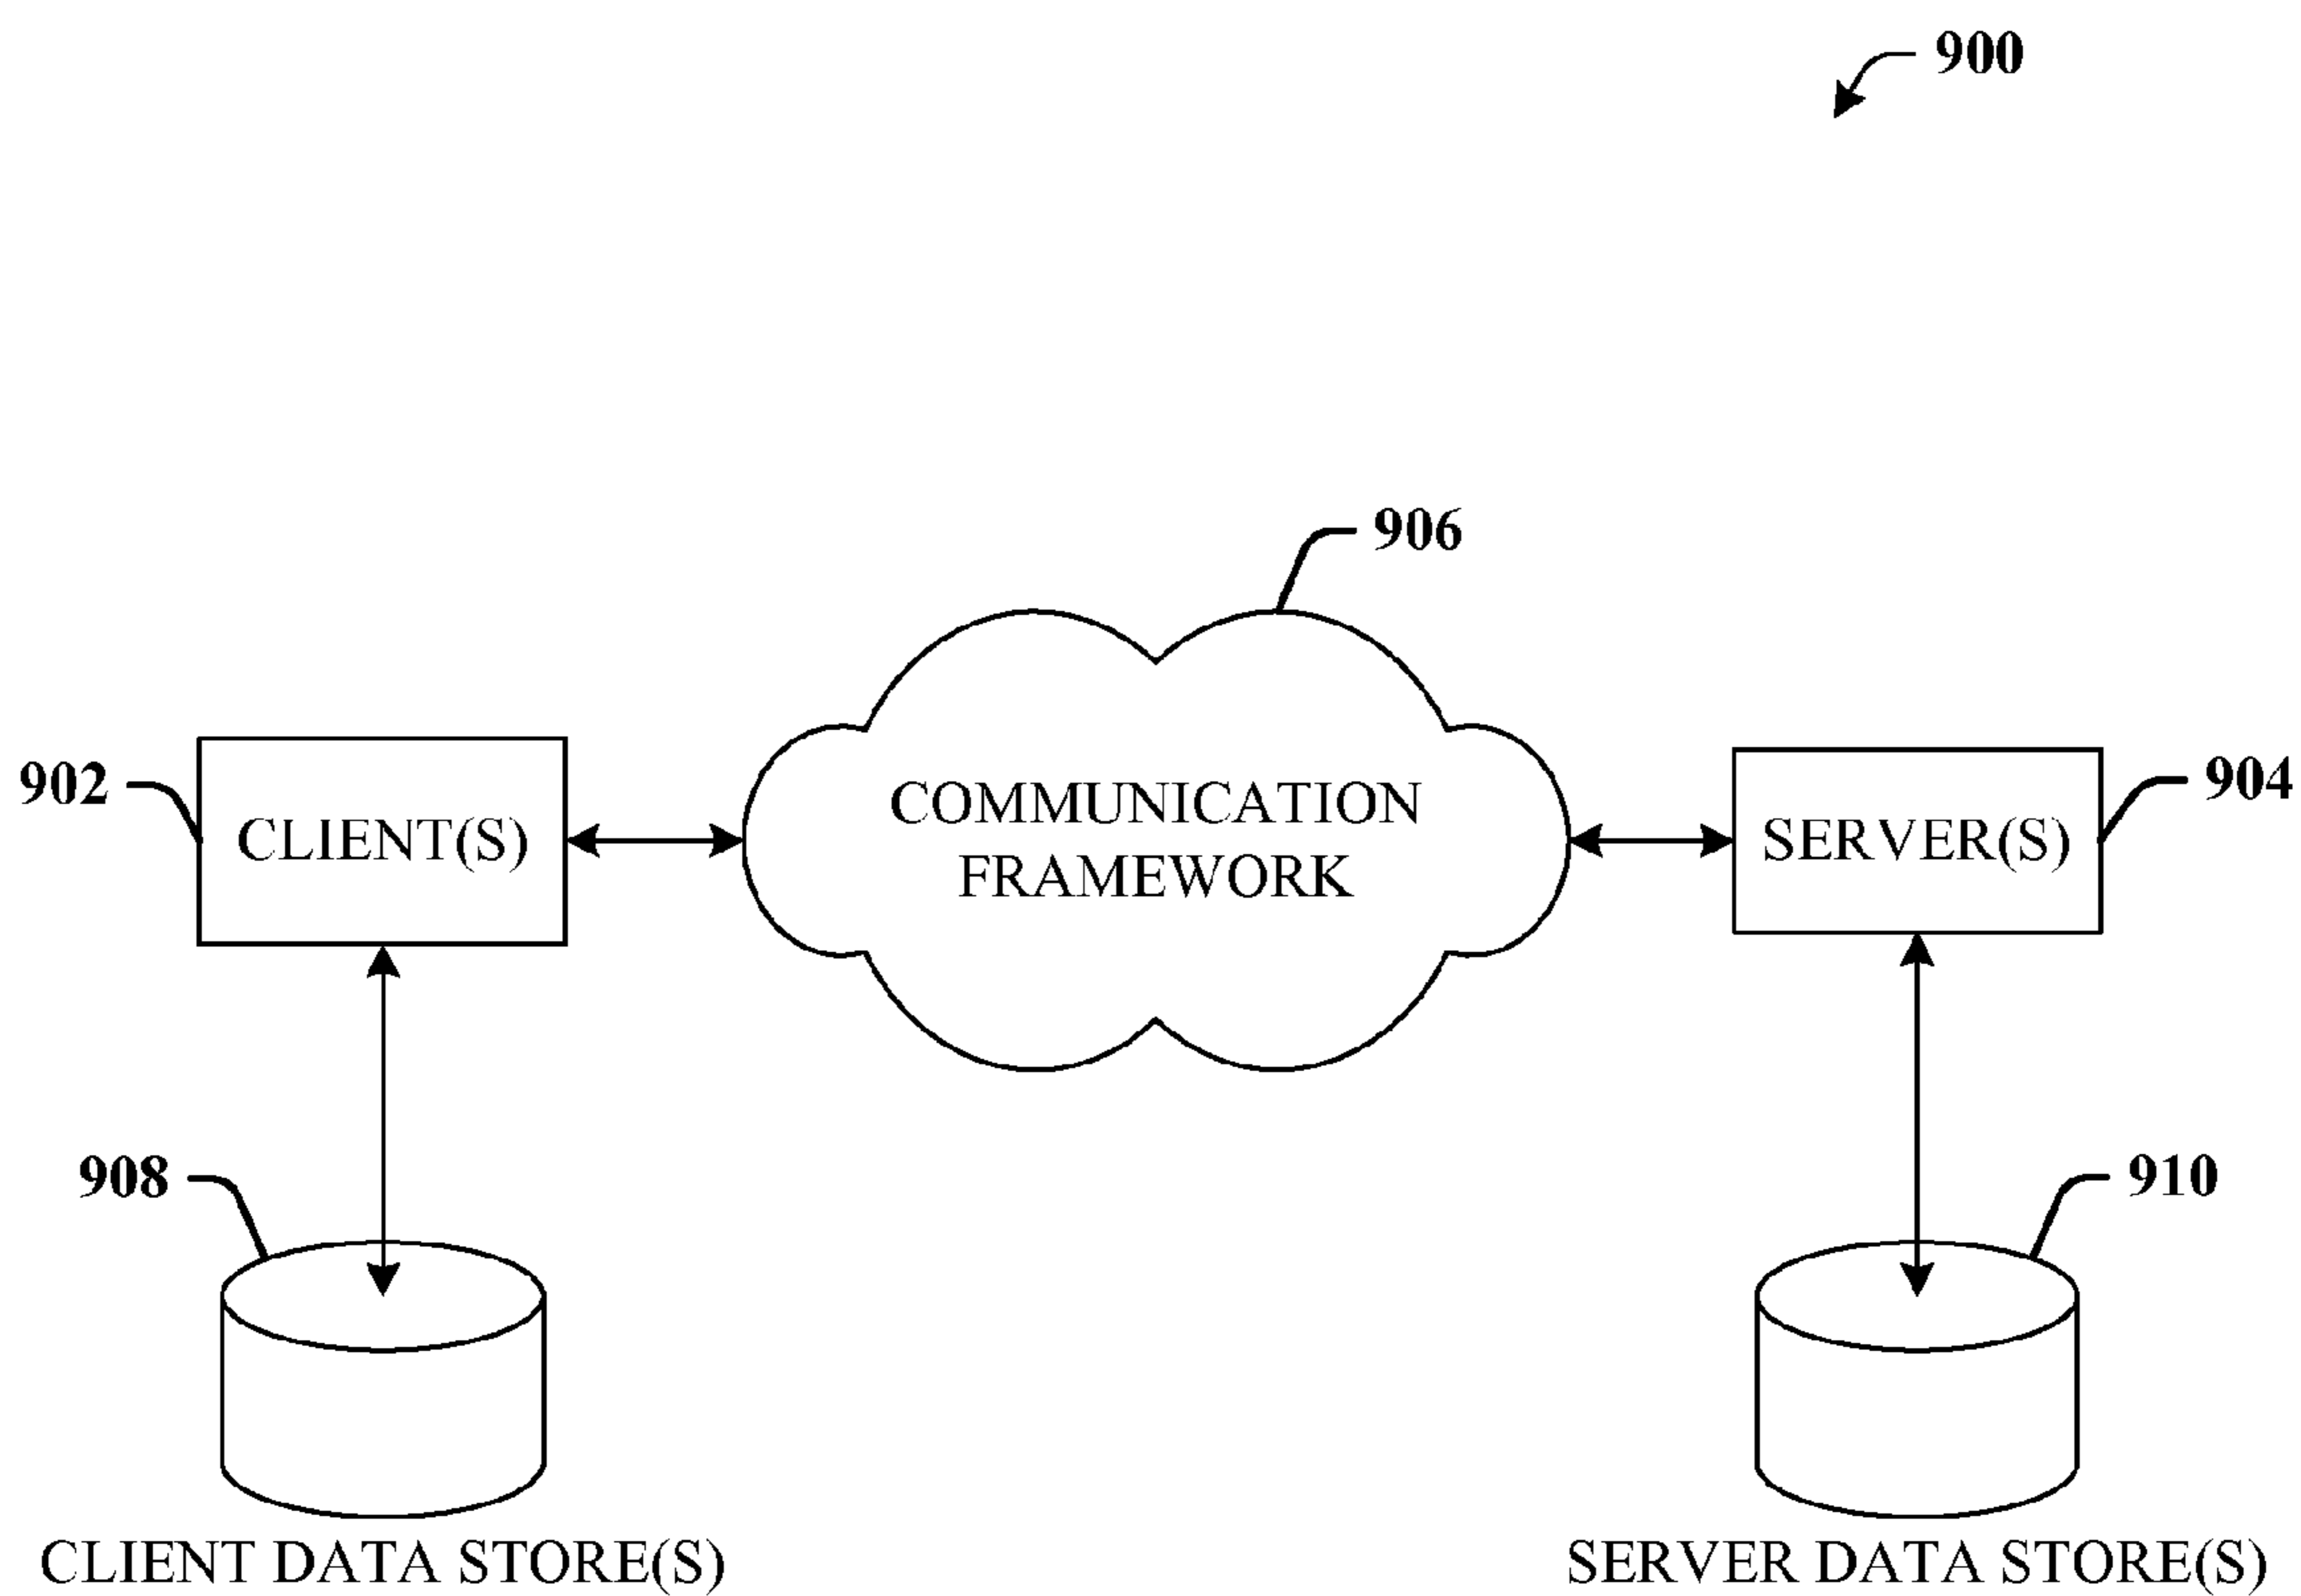 900
906
902
CLIENT(S)
COMMUNICATION
FRAMEWORK
SERVER(S)
904
908
910
CLIENT DATA STORE(S)
SERVER DATA STORE(S)